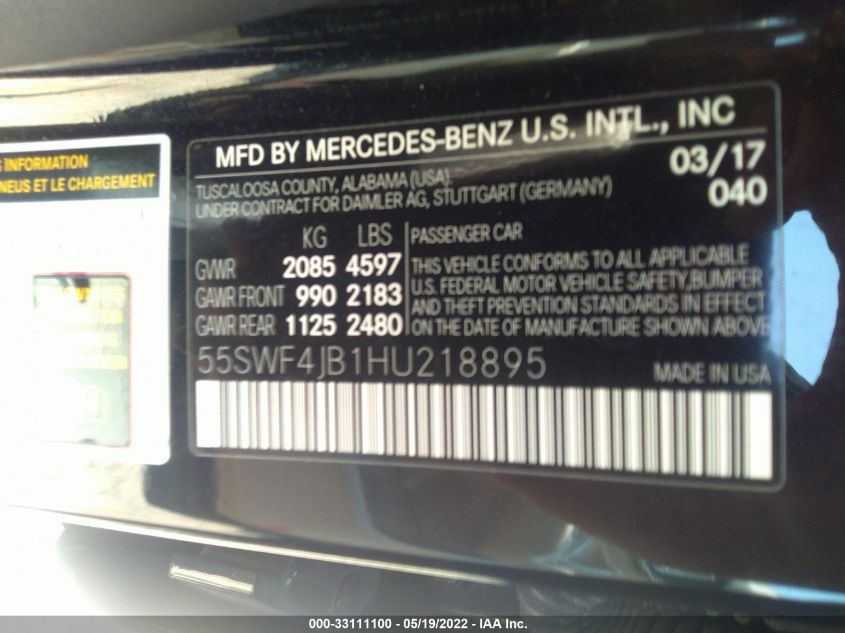 G INFORMATION
NEUS ET LE CHARGEMENT
MFD BY MERCEDES-BENZ U.S. INTL., INC
TUSCALOOSA COUNTY, ALABAMA (USA).
03/17
UNDER CONTRACT FOR DAIMLER AG, STUTTGART (GERMANY)
040
KG LBS
PASSENGER CAR
GVWR 2085 4597
GAWR FRONT 990 2183
GAWR REAR 1125 2480
THIS VEHICLE CONFORMS TO ALL APPLICABLE
U.S. FEDERAL MOTOR VEHICLE SAFETY,BUMPER
AND THEFT PREVENTION STANDARDS IN EFFECT
ON THE DATE OF MANUFACTURE SHOWN ABOVE
55SWF4JB1HU218895
MADE IN USA
000-33111100 - 05/19/2022 - IAA Inc.